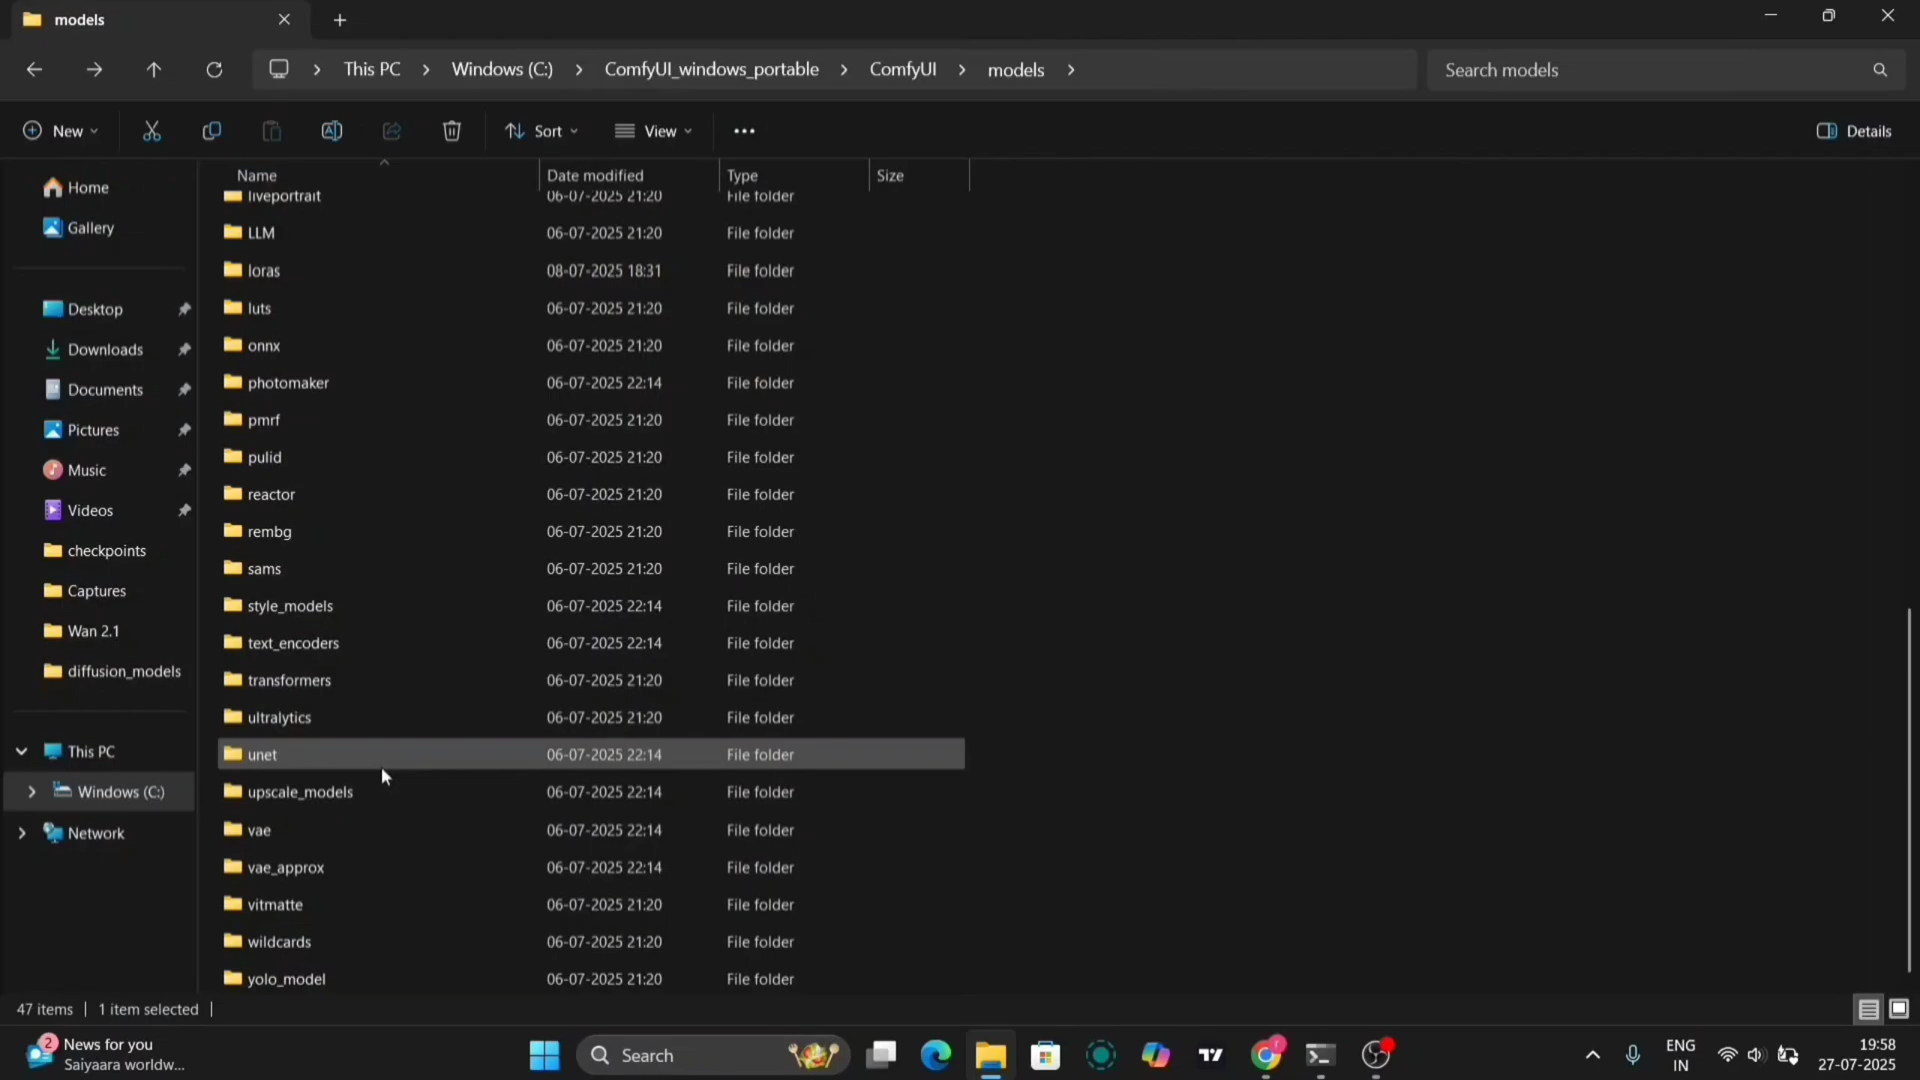 models
This PC > Windows (C:) > ComfyUI_windows_portable > ComfyUI > models >
Search models
New
Sort
View
Details
Home
Gallery
Desktop
Downloads
Documents
Pictures
Music
Videos
checkpoints
Captures
Wan 2.1
diffusion_models
This PC
Windows (C:)
Network
Name Date modified Type Size
liveportrait 06-07-2025 21:20 File folder
LLM 06-07-2025 21:20 File folder
loras 08-07-2025 18:31 File folder
luts 06-07-2025 21:20 File folder
onnx 06-07-2025 21:20 File folder
photomaker 06-07-2025 22:14 File folder
pmrf 06-07-2025 21:20 File folder
pulid 06-07-2025 21:20 File folder
reactor 06-07-2025 21:20 File folder
rembg 06-07-2025 21:20 File folder
sams 06-07-2025 21:20 File folder
style_models 06-07-2025 22:14 File folder
text_encoders 06-07-2025 22:14 File folder
transformers 06-07-2025 21:20 File folder
ultralytics 06-07-2025 21:20 File folder
unet 06-07-2025 22:14 File folder
upscale_models 06-07-2025 22:14 File folder
vae 06-07-2025 22:14 File folder
vae_approx 06-07-2025 22:14 File folder
vitmatte 06-07-2025 21:20 File folder
wildcards 06-07-2025 21:20 File folder
yolo_model 06-07-2025 21:20 File folder
47 items | 1 item selected |
2
News for you
Saiyaara worldw...
Search
ENG
IN
19:58
27-07-2025